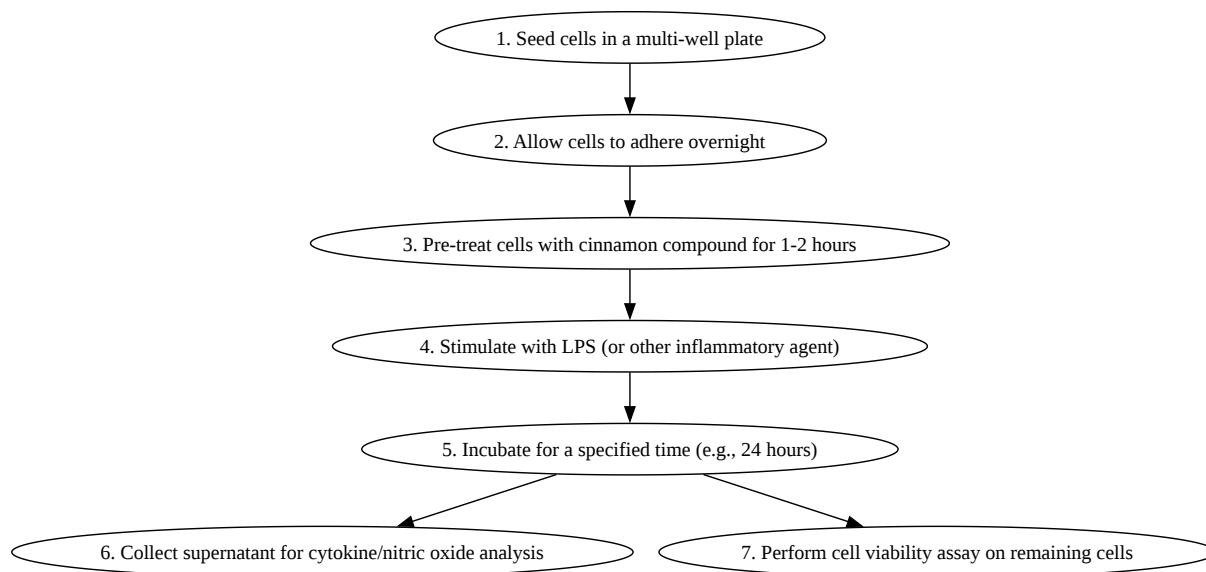 1. Seed cells in a multi-well plate
2. Allow cells to adhere overnight
3. Pre-treat cells with cinnamon compound for 1-2 hours
4. Stimulate with LPS (or other inflammatory agent)
5. Incubate for a specified time (e.g., 24 hours)
6. Collect supernatant for cytokine/nitric oxide analysis
7. Perform cell viability assay on remaining cells